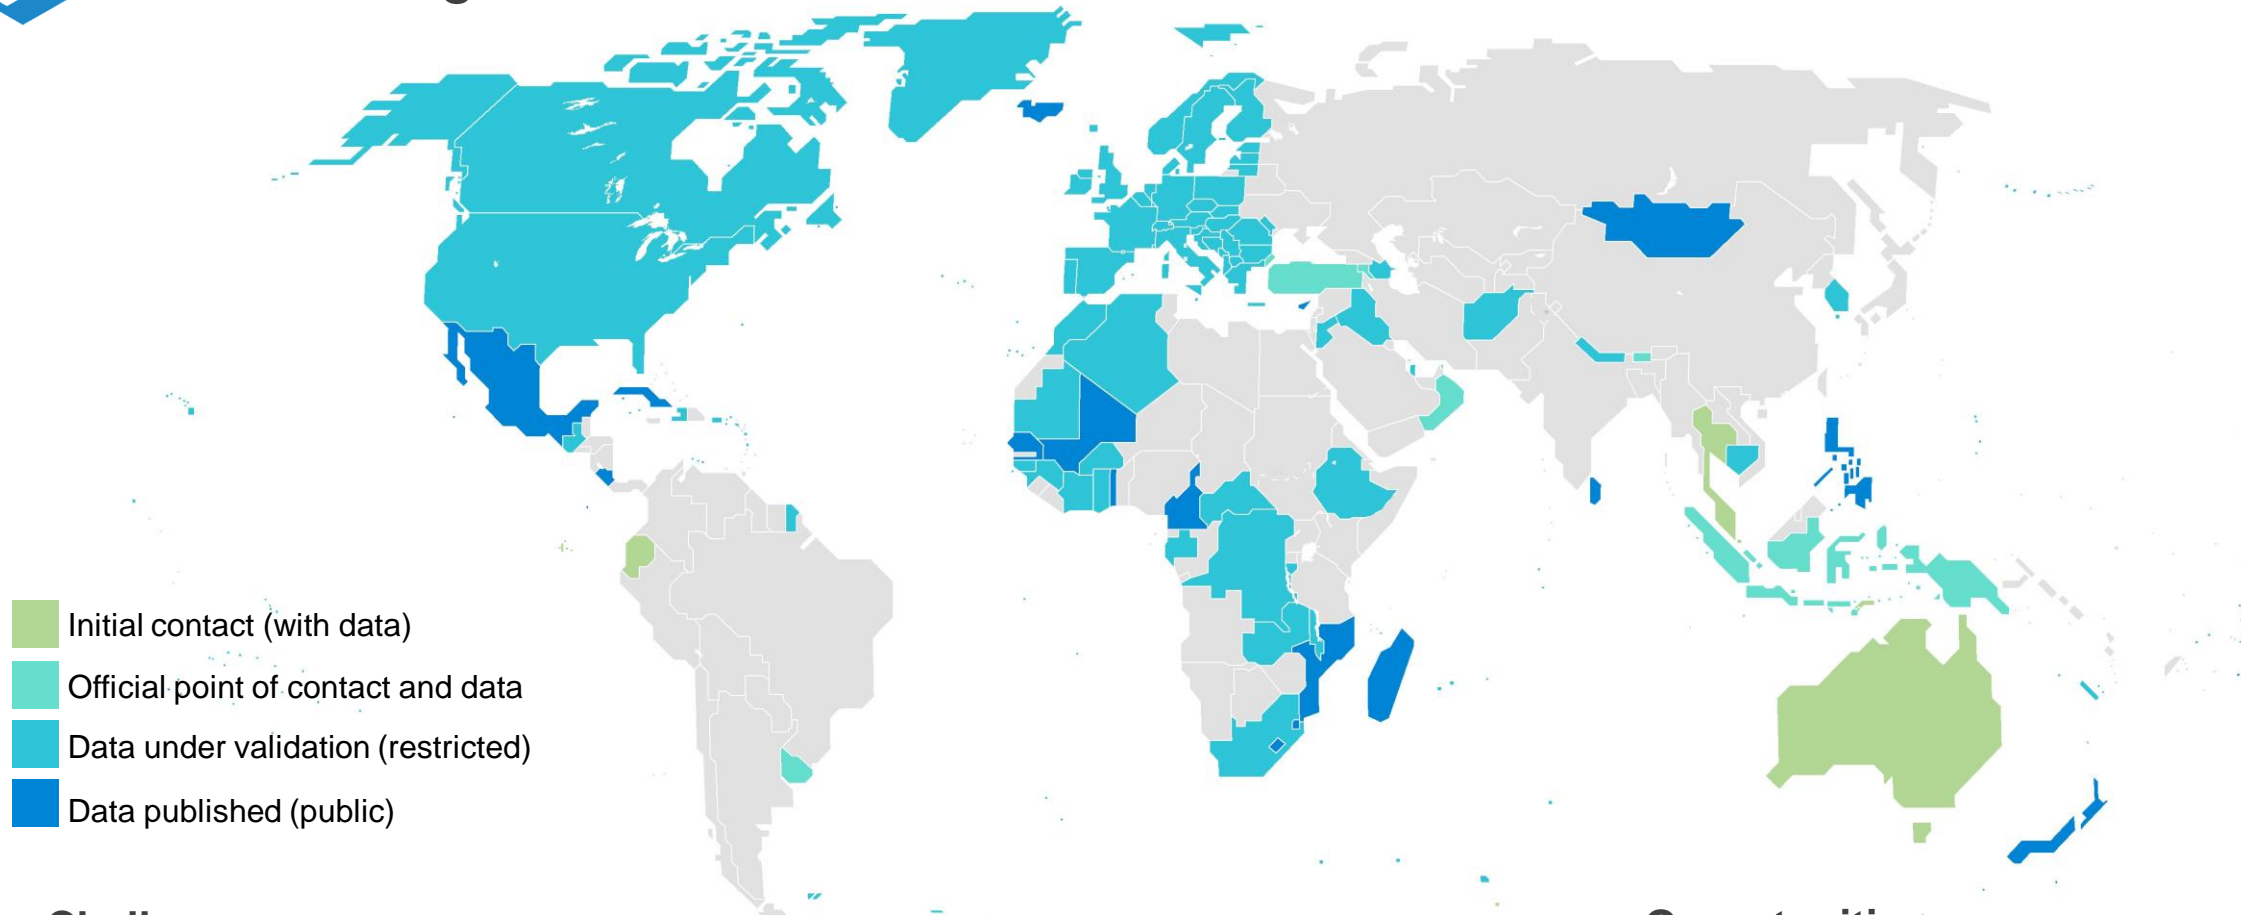 Initial contact (with data)
Official point of contact and data
Data under validation (restricted)
Data published (public)